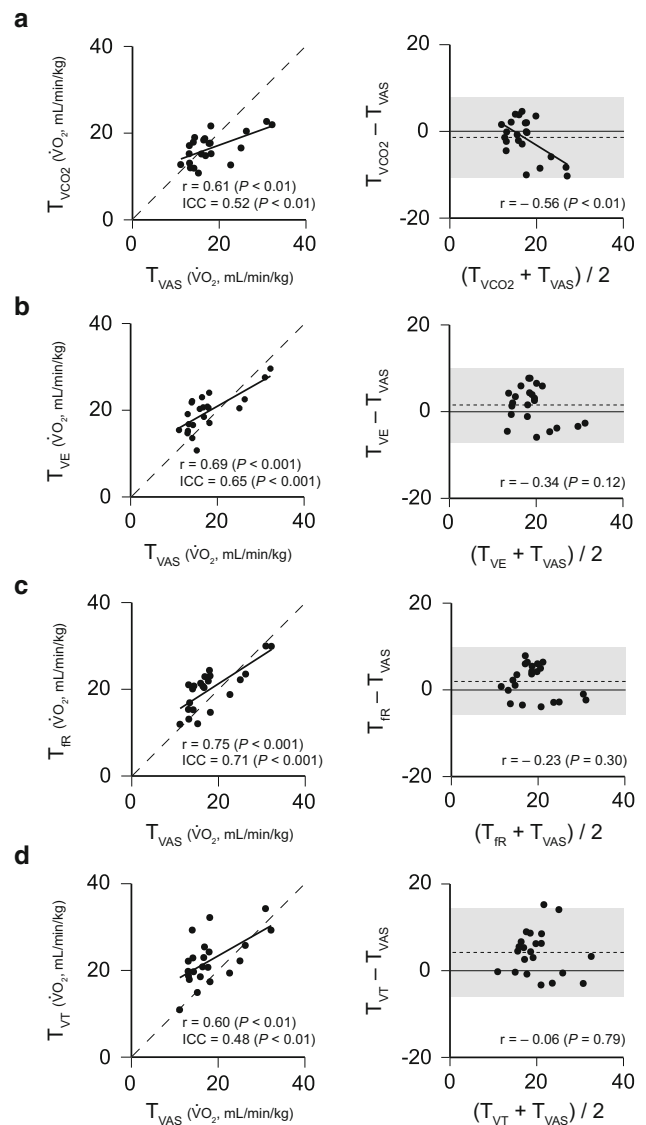 a
40
20
0
0
20
40
T_VCO2 (V̇O₂, mL/min/kg)
r = 0.61 (P < 0.01)
ICC = 0.52 (P < 0.01)
T_VAS (V̇O₂, mL/min/kg)
20
0
-20
0
20
40
T_VCO2 – T_VAS
r = – 0.56 (P < 0.01)
(T_VCO2 + T_VAS) / 2
b
40
20
0
0
20
40
T_VE (V̇O₂, mL/min/kg)
r = 0.69 (P < 0.001)
ICC = 0.65 (P < 0.001)
T_VAS (V̇O₂, mL/min/kg)
20
0
-20
0
20
40
T_VE – T_VAS
r = – 0.34 (P = 0.12)
(T_VE + T_VAS) / 2
c
40
20
0
0
20
40
T_fR (V̇O₂, mL/min/kg)
r = 0.75 (P < 0.001)
ICC = 0.71 (P < 0.001)
T_VAS (V̇O₂, mL/min/kg)
20
0
-20
0
20
40
T_fR – T_VAS
r = – 0.23 (P = 0.30)
(T_fR + T_VAS) / 2
d
40
20
0
0
20
40
T_VT (V̇O₂, mL/min/kg)
r = 0.60 (P < 0.01)
ICC = 0.48 (P < 0.01)
T_VAS (V̇O₂, mL/min/kg)
20
0
-20
0
20
40
T_VT – T_VAS
r = – 0.06 (P = 0.79)
(T_VT + T_VAS) / 2